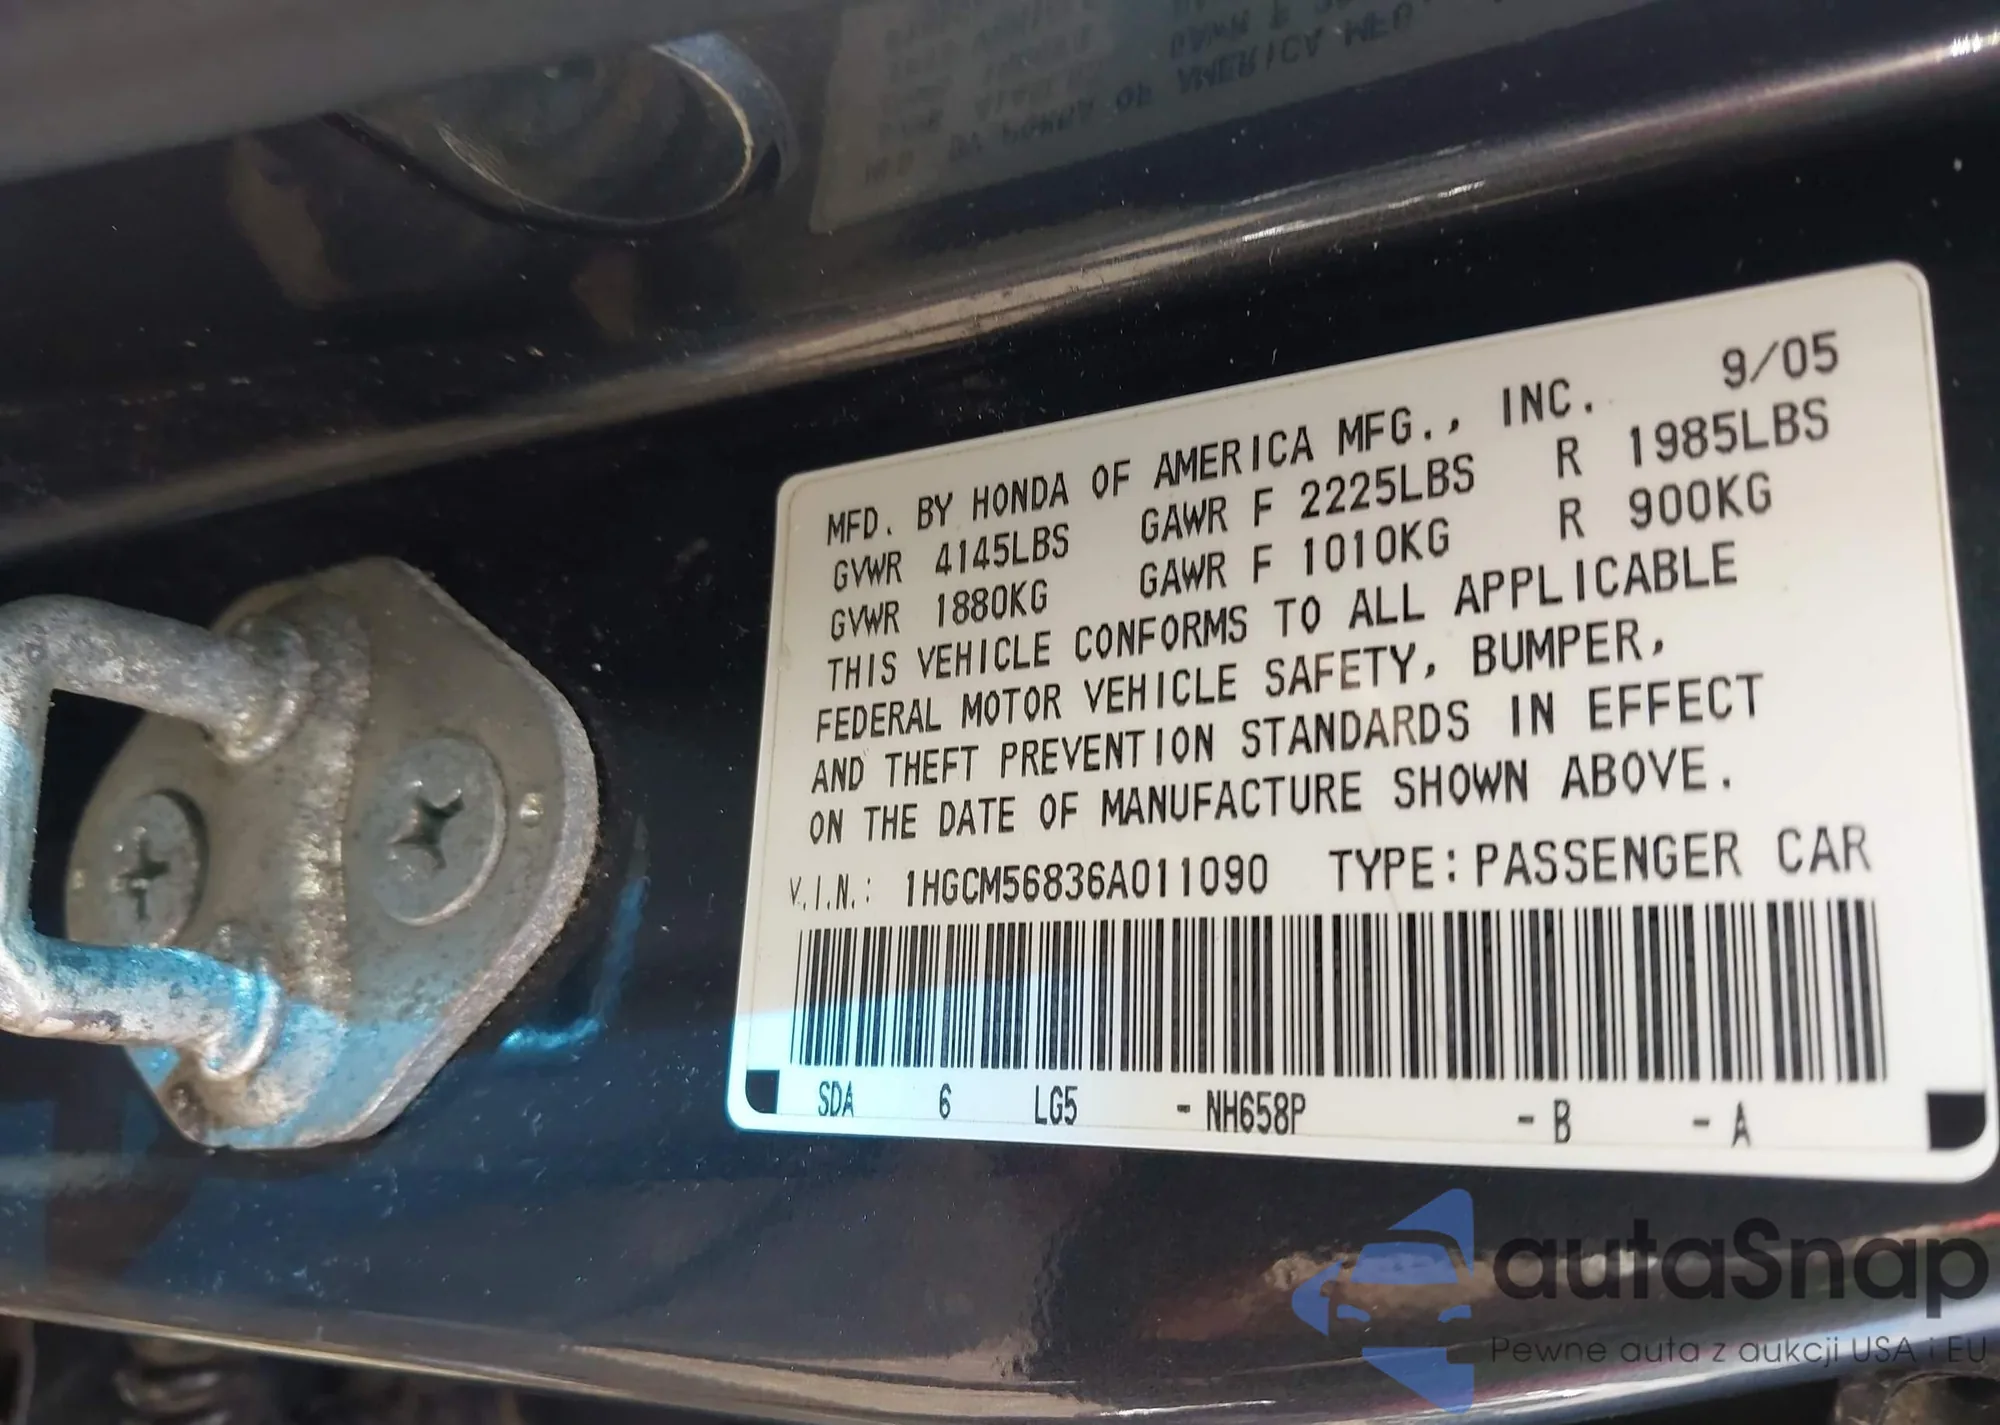 MFD. BY HONDA OF AMERICA MFG., INC. 9/05
GVWR 4145LBS GAWR F 2225LBS R 1985LBS
GVWR 1880KG GAWR F 1010KG R 900KG
THIS VEHICLE CONFORMS TO ALL APPLICABLE
FEDERAL MOTOR VEHICLE SAFETY, BUMPER,
AND THEFT PREVENTION STANDARDS IN EFFECT
ON THE DATE OF MANUFACTURE SHOWN ABOVE.
V.I.N.: 1HGCM56836A011090 TYPE:PASSENGER CAR
SDA 6 LG5 -NH658P -B -A
autaSnap
Pewne auta z aukcji USA i EU